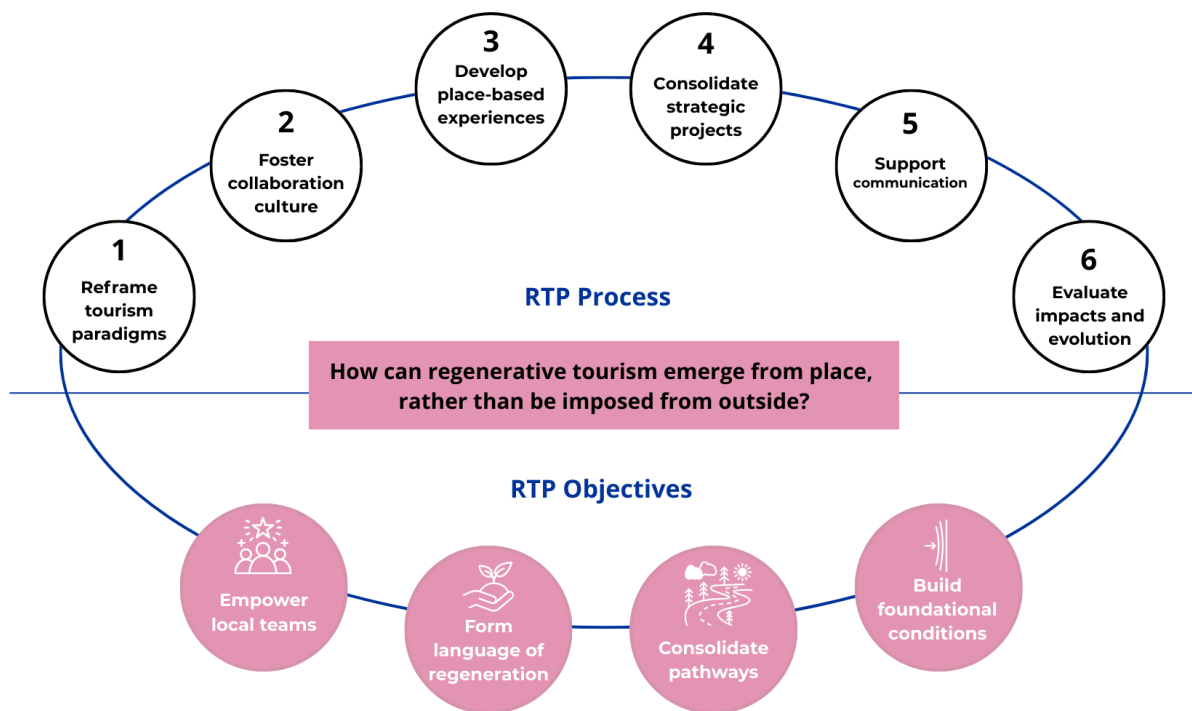 1
Reframe
tourism
paradigms
2
Foster
collaboration
culture
3
Develop
place-based
experiences
4
Consolidate
strategic
projects
5
Support
communication
6
Evaluate
impacts and
evolution
RTP Process
How can regenerative tourism emerge from place,
rather than be imposed from outside?
RTP Objectives
Empower
local teams
Form
language of
regeneration
Consolidate
pathways
Build
foundational
conditions